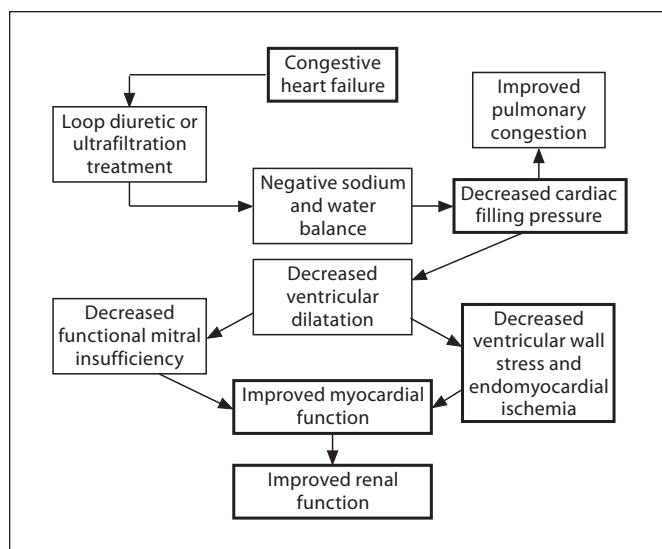 Congestive
heart failure
Improved
pulmonary
congestion
Loop diuretic or
ultrafiltration
treatment
Negative sodium
and water
balance
Decreased cardiac
filling pressure
Decreased
ventricular
dilatation
Decreased
functional mitral
insufficiency
Decreased
ventricular wall
stress and
endomyocardial
ischemia
Improved myocardial
function
Improved renal
function